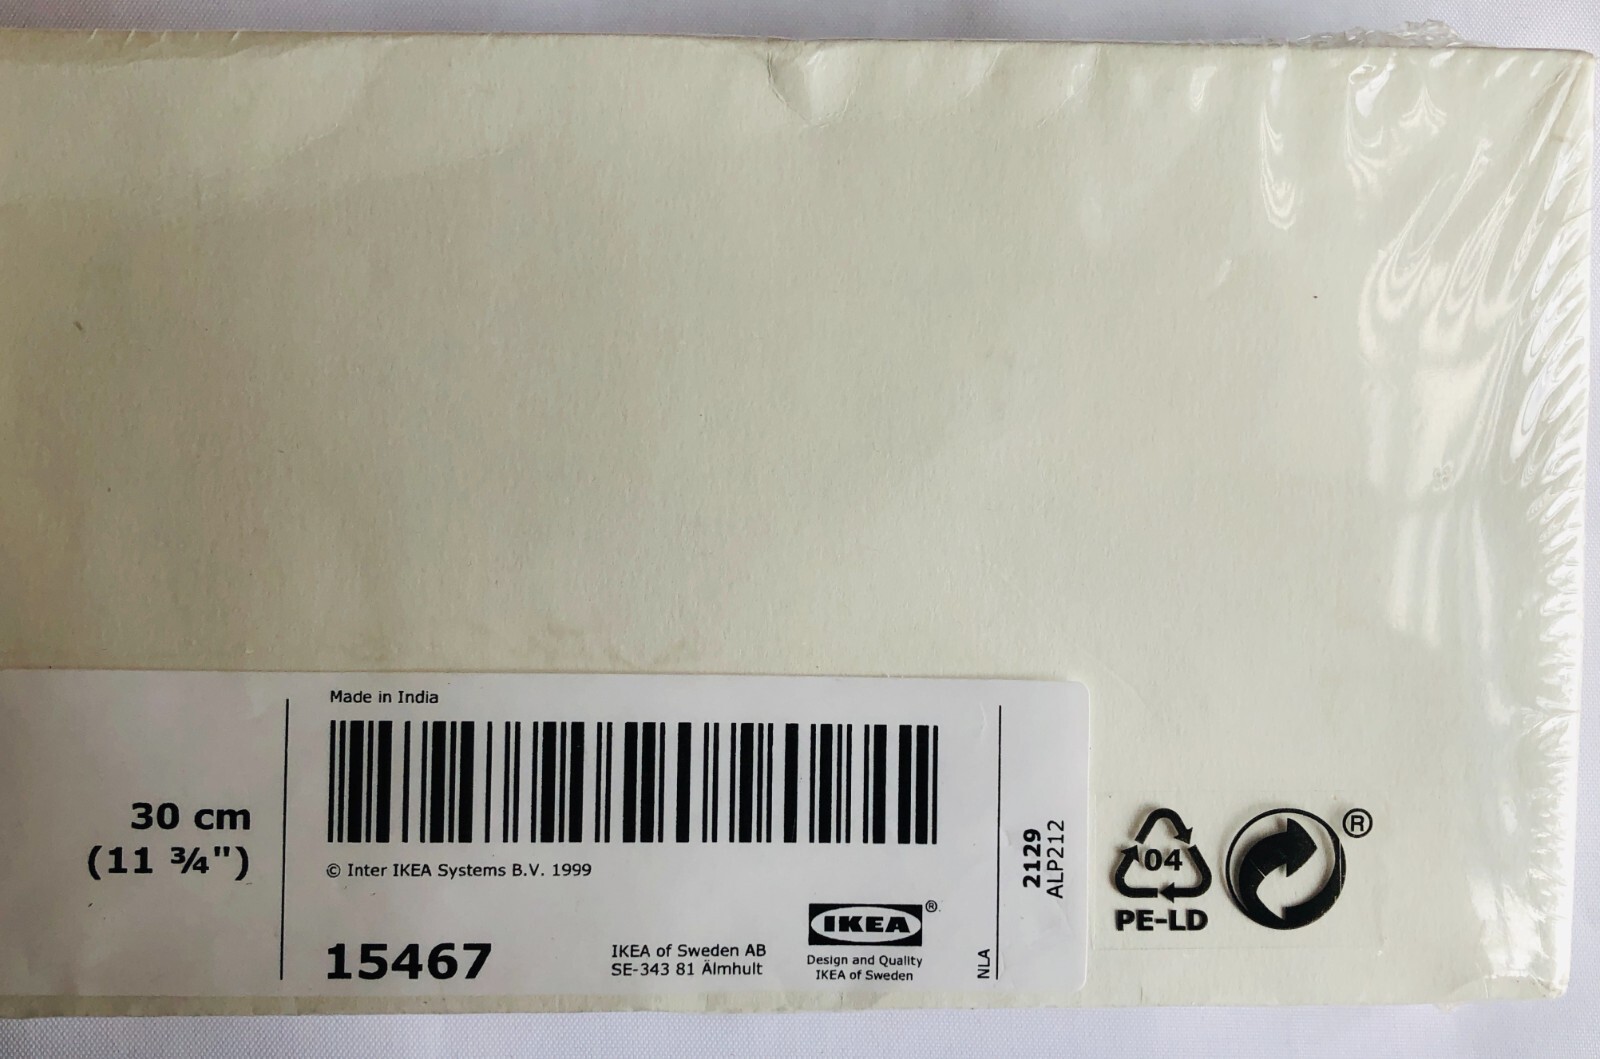 Made in India
30 cm
(11 ¾")
© Inter IKEA Systems B.V. 1999
15467
IKEA of Sweden AB
SE-343 81 Älmhult
IKEA ®
Design and Quality
IKEA of Sweden
NLA
2129
ALP212
04
PE-LD
®